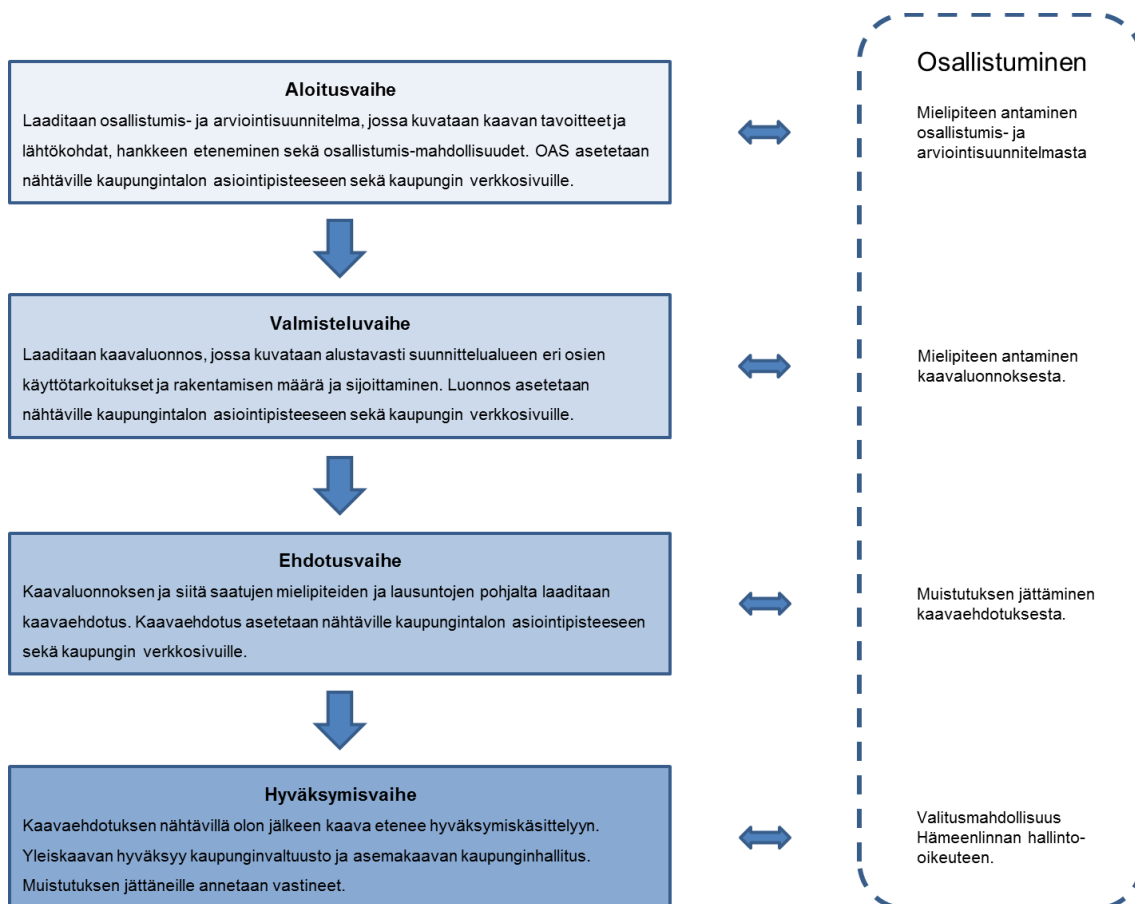 Osallistuminen
Aloitusvaihe
Laaditaan osallistumis- ja arviointisuunnitelma, jossa kuvataan kaavan tavoitteet ja
lähtökohdat, hankkeen eteneminen sekä osallistumis-mahdollisuudet. OAS asetetaan
nähtäville kaupungintalon asiointipisteeseen sekä kaupungin verkkosivuille.
Mielipiteen antaminen
osallistumis- ja
arviointisuunnitelmasta
Valmisteluvaihe
Laaditaan kaavaluonnos, jossa kuvataan alustavasti suunnittelualueen eri osien
käyttötarkoitukset ja rakentamisen määrä ja sijoittaminen. Luonnos asetetaan
nähtäville kaupungintalon asiointipisteeseen sekä kaupungin verkkosivuille.
Mielipiteen antaminen
kaavaluonnoksesta.
Ehdotusvaihe
Kaavaluonnoksen ja siitä saatujen mielipiteiden ja lausuntojen pohjalta laaditaan
kaavaehdotus. Kaavaehdotus asetetaan nähtäville kaupungintalon asiointipisteeseen
sekä kaupungin verkkosivuille.
Muistutuksen jättäminen
kaavaehdotuksesta.
Hyväksymisvaihe
Kaavaehdotuksen nähtävillä olon jälkeen kaava etenee hyväksymiskäsittelyyn.
Yleiskaavan hyväksyy kaupunginvaltuusto ja asemakaavan kaupunginhallitus.
Muistutuksen jättäneille annetaan vastineet.
Valitusmahdollisuus
Hämeenlinnan hallinto-
oikeuteen.